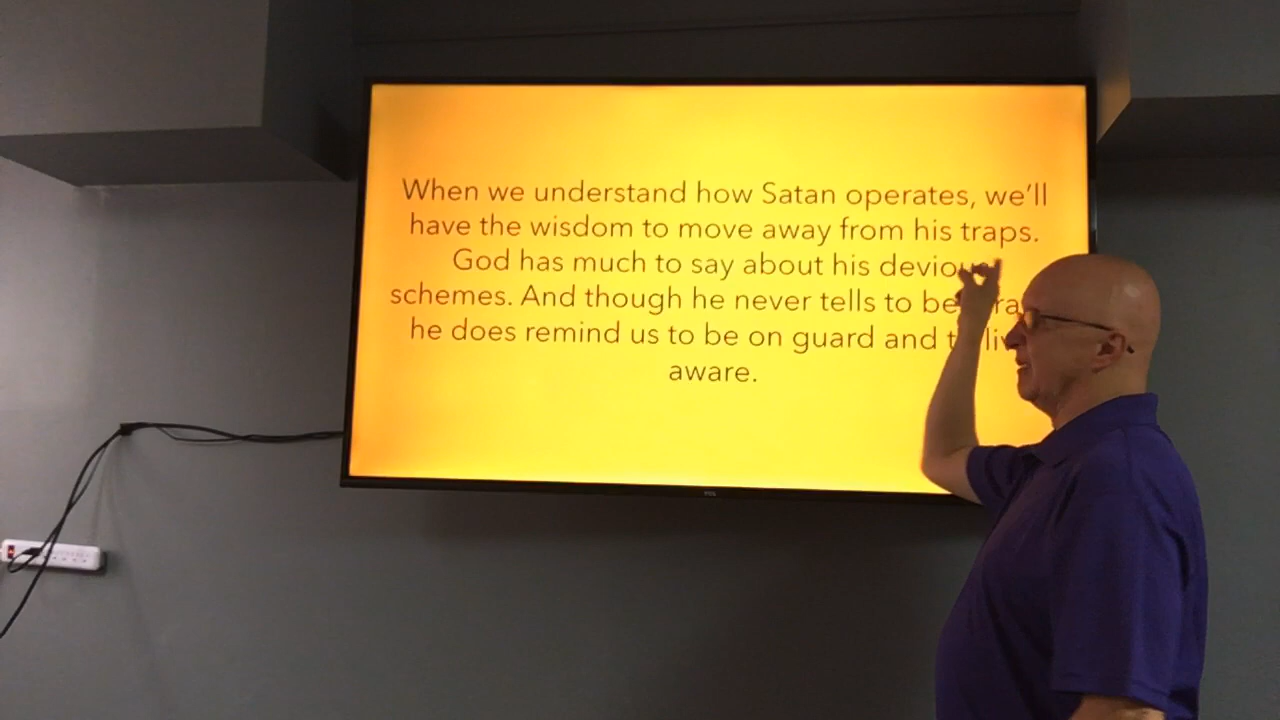 When we understand how Satan operates, we'll
have the wisdom to move away from his traps.
God has much to say about his
schemes. And though he never tells to be
he does remind us to be on guard and
aware.
TCL